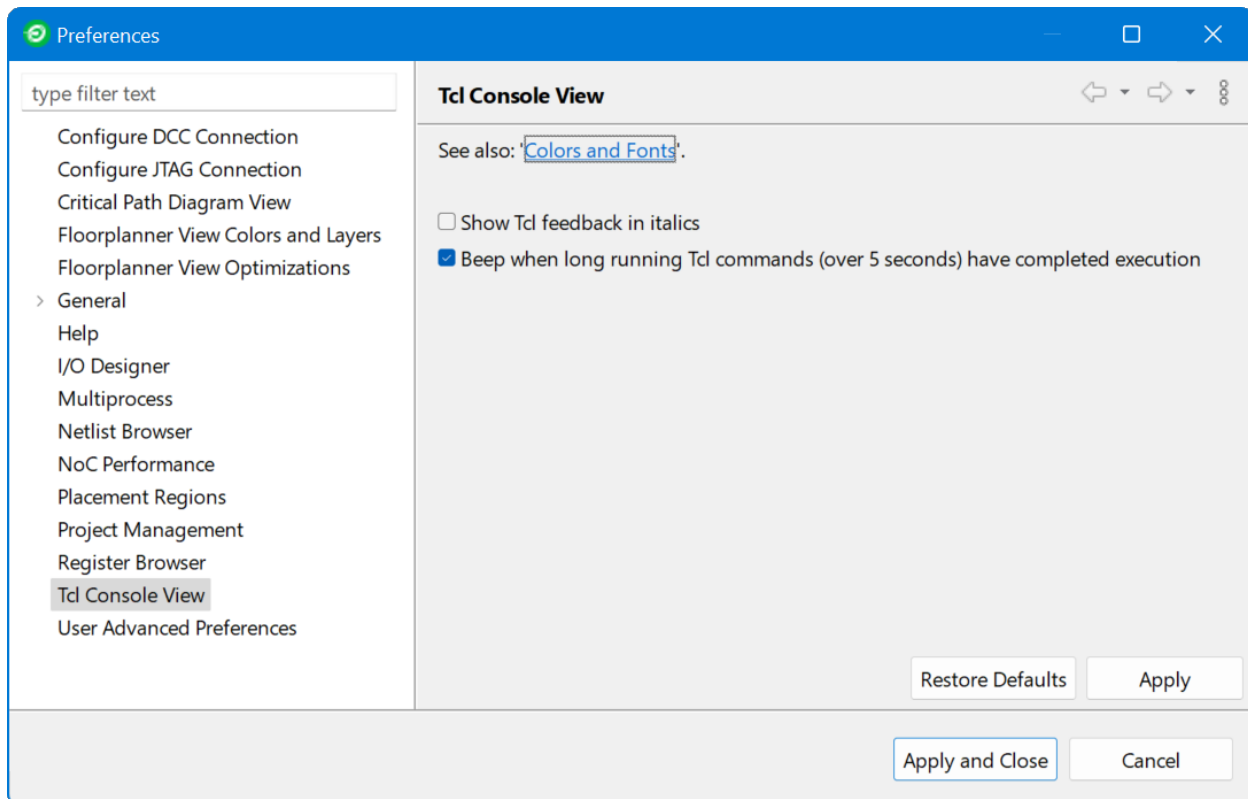 Preferences
type filter text
Configure DCC Connection
Configure JTAG Connection
Critical Path Diagram View
Floorplanner View Colors and Layers
Floorplanner View Optimizations
General
Help
I/O Designer
Multiprocess
Netlist Browser
NoC Performance
Placement Regions
Project Management
Register Browser
Tcl Console View
User Advanced Preferences
Tcl Console View
See also: 'Colors and Fonts'.
Show Tcl feedback in italics
Beep when long running Tcl commands (over 5 seconds) have completed execution
Restore Defaults
Apply
Apply and Close
Cancel